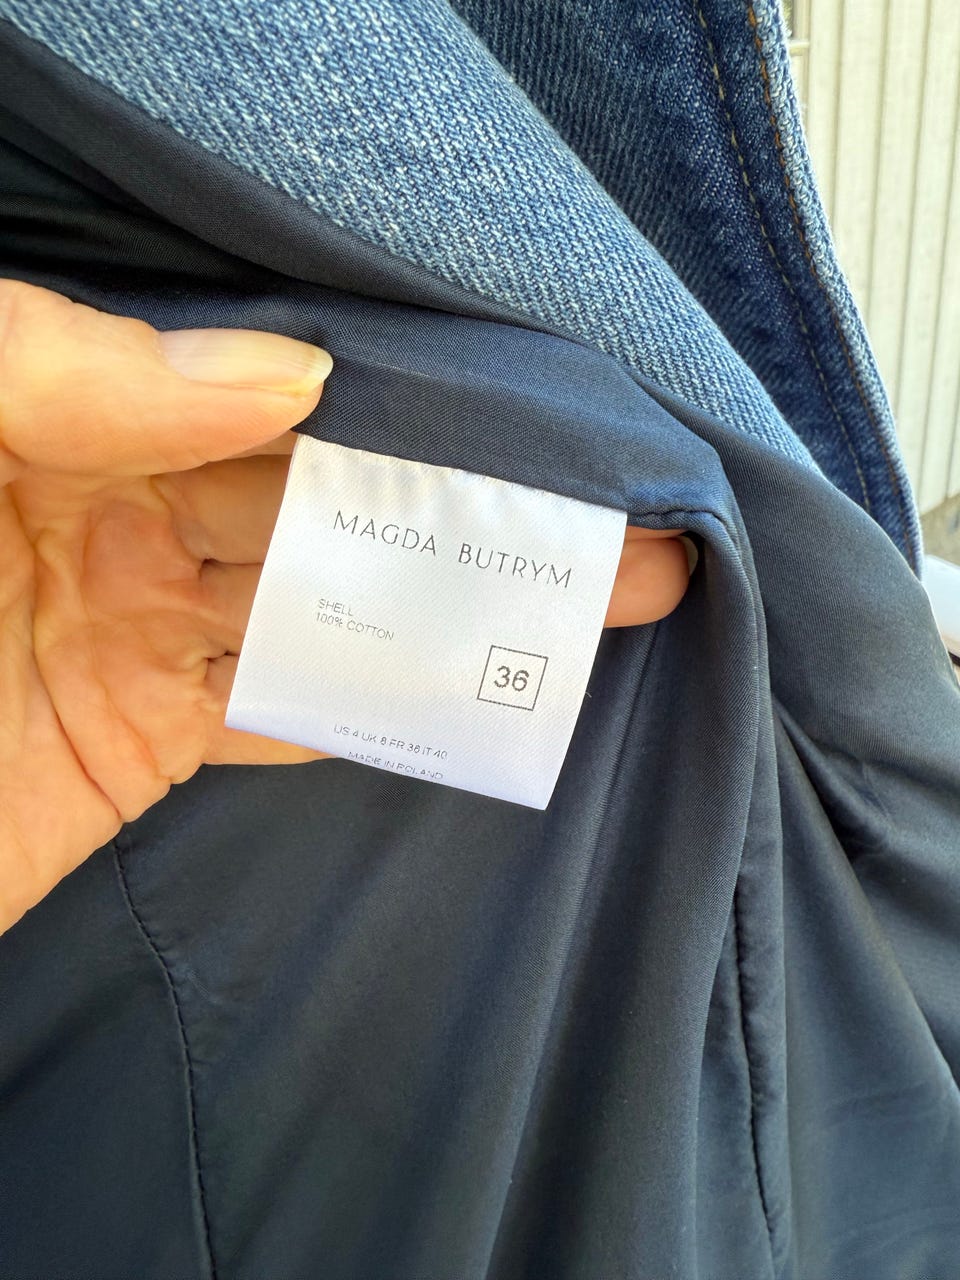 MAGDA BUTRYM
SHELL
100% COTTON
36
US 4 UK 8 FR 36 IT 40
MADE IN POLAND